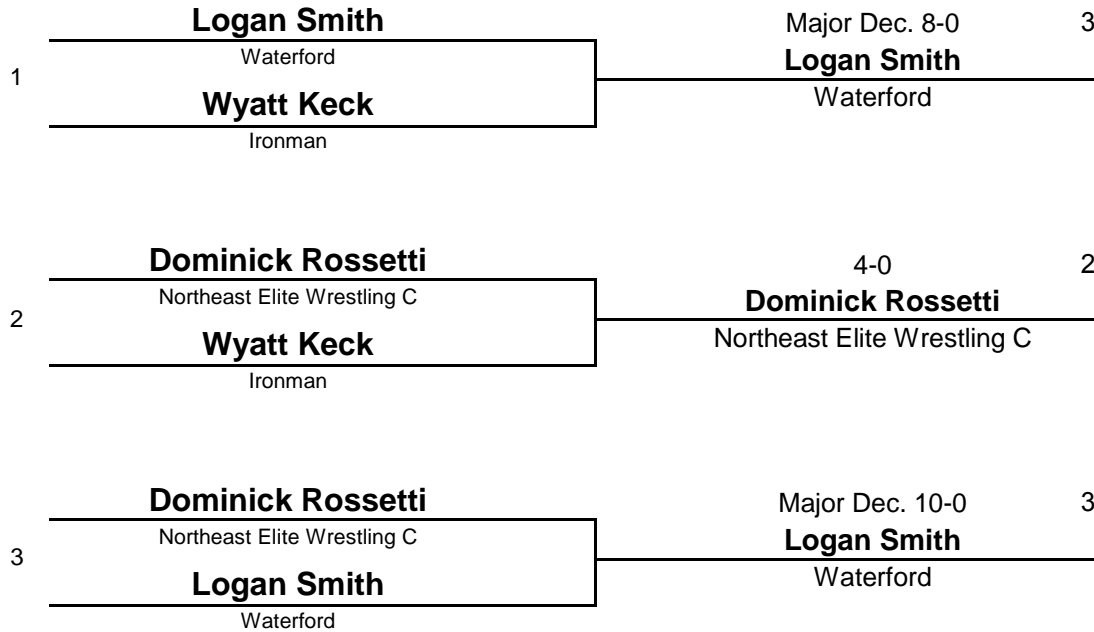 Logan Smith
Waterford
1
Wyatt Keck
Ironman
Major Dec. 8-0 3
Logan Smith
Waterford
Dominick Rossetti
Northeast Elite Wrestling C
2
Wyatt Keck
Ironman
4-0 2
Dominick Rossetti
Northeast Elite Wrestling C
Dominick Rossetti
Northeast Elite Wrestling C
3
Logan Smith
Waterford
Major Dec. 10-0 3
Logan Smith
Waterford